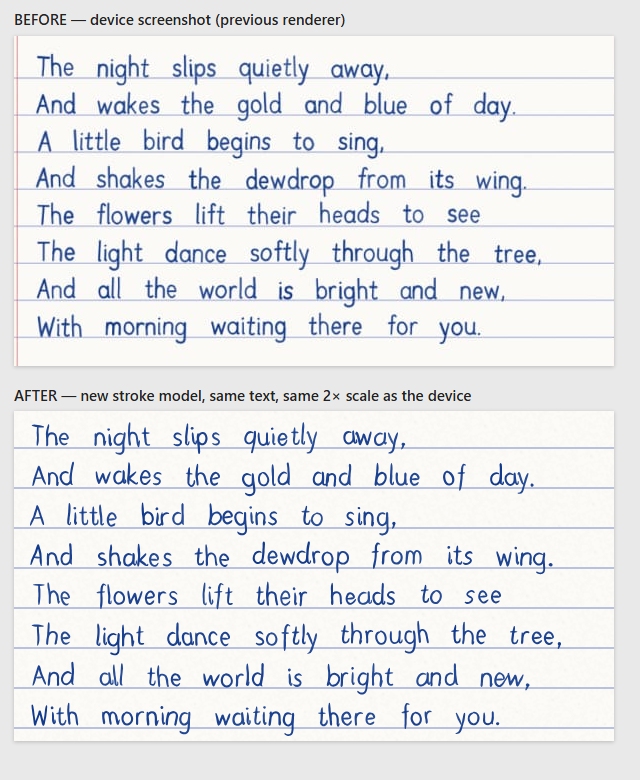 BEFORE — device screenshot (previous renderer)
The night slips quietly away,
And wakes the gold and blue of day.
A little bird begins to sing,
And shakes the dewdrop from its wing.
The flowers lift their heads to see
The light dance softly through the tree,
And all the world is bright and new,
With morning waiting there for you.
AFTER — new stroke model, same text, same 2× scale as the device
The night slips quietly away,
And wakes the gold and blue of day.
A little bird begins to sing,
And shakes the dewdrop from its wing.
The flowers lift their heads to see
The light dance softly through the tree,
And all the world is bright and new,
With morning waiting there for you.